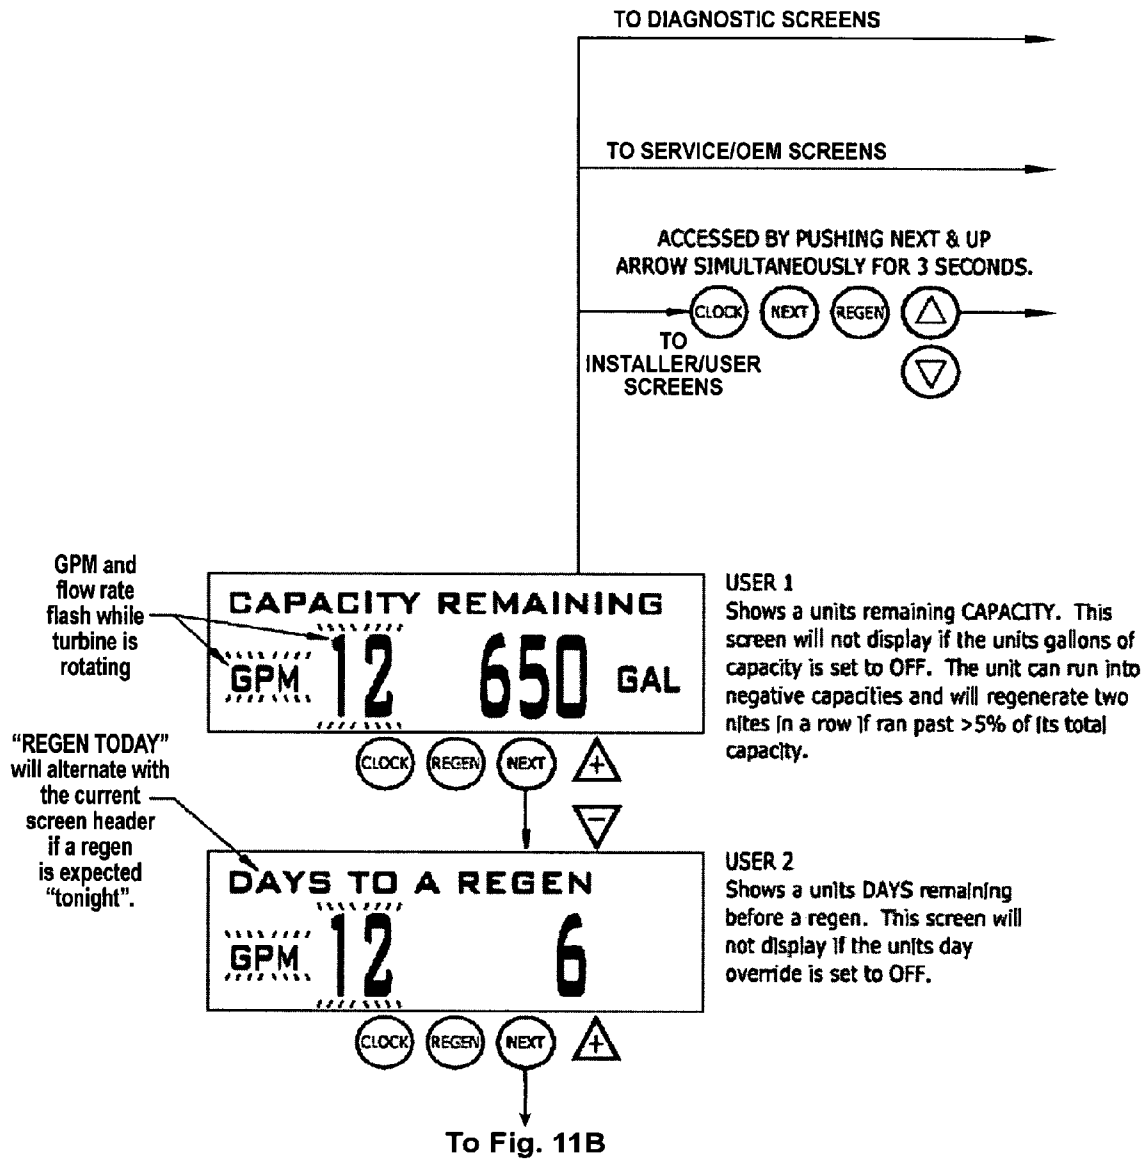 TO DIAGNOSTIC SCREENS
TO SERVICE/OEM SCREENS
ACCESSED BY PUSHING NEXT & UP
ARROW SIMULTANEOUSLY FOR 3 SECONDS.
CLOCK NEXT REGEN
TO
INSTALLER/USER
SCREENS
GPM and
flow rate
flash while
turbine is
rotating
CAPACITY REMAINING
GPM 12 650 GAL
CLOCK REGEN NEXT +
−
USER 1
Shows a units remaining CAPACITY. This
screen will not display if the units gallons of
capacity is set to OFF. The unit can run into
negative capacities and will regenerate two
nites in a row if ran past >5% of its total
capacity.
“REGEN TODAY”
will alternate with
the current
screen header
if a regen
is expected
“tonight”.
DAYS TO A REGEN
GPM 12 6
CLOCK REGEN NEXT +
USER 2
Shows a units DAYS remaining
before a regen. This screen will
not display if the units day
override is set to OFF.
To Fig. 11B